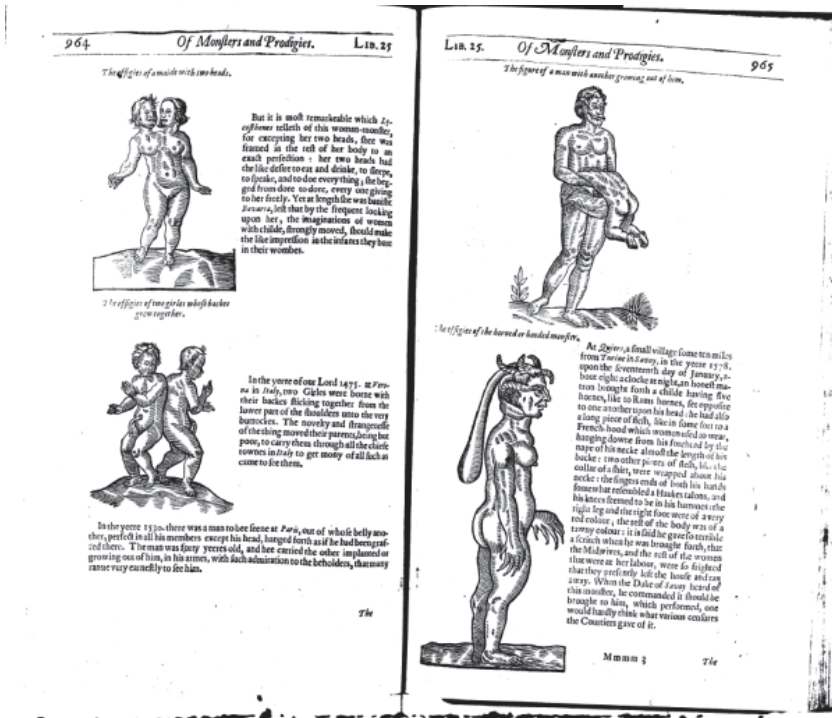 964 Of Monſters and Prodigies. LIB. 25
The effigies of a maide with two heads.
But it is moſt remarkeable which Ly-
coſthenes telleth of this woman-monſter,
for excepting her two heads, ſhee was
framed in the reſt of her body to an
exact perfection : her two heads had
the like deſire to eat and drinke, to ſleepe,
to ſpeake, and to doe every thing ; ſhe beg-
ged from dore to dore, every one giving
to her freely. Yet at length ſhe was baniſht
Bavaria, leſt that by the frequent looking
upon her, the imaginations of women
with childe, ſtrongly moved, ſhould make
the like impreſſion in the infants they bare
in their wombes.
The effigies of two girles whoſe backes
grew together.
In the yeere of our Lord 1475. at Vero-
na in Italy, two Girles were borne with
their backes ſticking together from the
lower part of the ſhoulders unto the very
buttockes. The novelty and ſtrangeneſſe
of the thing moved their parents, being but
poor, to carry them through all the chiefe
townes in Italy to get mony of all ſuch as
came to ſee them.
In the yeere 1530. there was a man to bee ſeene at Paris, out of whoſe belly ano-
ther, perfect in all his members except his head, hanged forth as if he had beene graf-
ted there. The man was forty yeeres old, and hee carried the other implanted or
growing out of him, in his armes, with ſuch admiration to the beholders, that many
ranne very earneſtly to ſee him.
The
LIB. 25. Of Monſters and Prodigies. 965
The figure of a man with another growing out of him.
The effigies of the horned or hooded monſter.
At Quiers, a ſmall village ſome ten miles
from Turine in Savoy, in the yeere 1578.
upon the ſeventeenth day of January, a-
bout eight a clocke at night, an honeſt ma-
tron brought forth a childe having five
hornes, like to Rams hornes, ſet oppoſite
to one another upon his head : he had alſo
a long piece of fleſh, like in ſome ſort to a
French-hood which women uſed to wear,
hanging downe from his forehead by the
nape of his necke almoſt the length of his
backe : two other pieces of fleſh, like the
collar of a ſhirt, were wrapped about his
necke : the fingers ends of both his hands
ſomewhat reſembled a Haukes talons, and
his knees ſeemed to be in his hammes : the
right leg and the right foot were of a very
red colour ; the reſt of the body was of a
tawny colour : it is ſaid he gave ſo terrible
a ſcritch when he was brought forth, that
the Midwives, and the reſt of the women
that were at her labour, were ſo frighted
that they preſently left the houſe and ran
away. When the Duke of Savoy heard of
this monſter, he commanded it ſhould be
brought to him, which performed, one
would hardly think what various cenſures
the Courtiers gave of it.
Mmmm 3 The